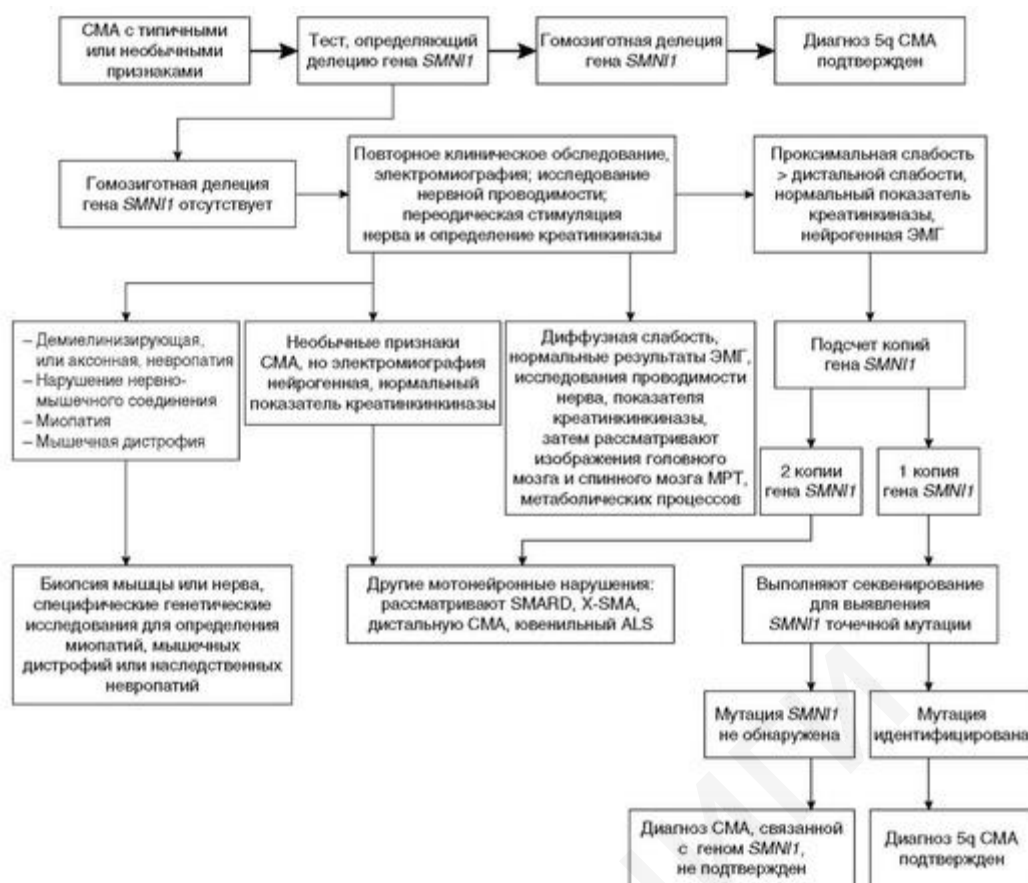 СМА с типичными
или необычными
признаками
Тест, определяющий
делецию гена SMNI1
Гомозиготная делеция
гена SMNI1
Диагноз 5q СМА
подтвержден
Гомозиготная делеция
гена SMNI1 отсутствует
Повторное клиническое обследование,
электромиография; исследование
нервной проводимости;
переодическая стимуляция
нерва и определение креатинкиназы
Проксимальная слабость
> дистальной слабости,
нормальный показатель
креатинкиназы,
нейрогенная ЭМГ
– Демиелинизирующая,
или аксонная, невропатия
– Нарушение нервно-
мышечного соединения
– Миопатия
– Мышечная дистрофия
Необычные признаки
СМА, но электромиография
нейрогенная, нормальный
показатель креатинкинкиназы
Диффузная слабость,
нормальные результаты ЭМГ,
исследования проводимости
нерва, показателя
креатинкинкиназы,
затем рассматривают
изображения головного
мозга и спинного мозга МРТ,
метаболических процессов
Подсчет копий
гена SMNI1
2 копии
гена SMNI1
1 копия
гена SMNI1
Биопсия мышцы или нерва,
специфические генетические
исследования для определения
миопатий, мышечных
дистрофий или наследственных
невропатий
Другие мотонейронные нарушения:
рассматривают SMARD, X-SMA,
дистальную СМА, ювенильный ALS
Выполняют секвенирование
для выявления
SMNI1 точечной мутации
Мутация SMNI1
не обнаружена
Мутация
идентифицирована
Диагноз СМА, связанной
с геном SMNI1,
не подтвержден
Диагноз 5q СМА
подтвержден